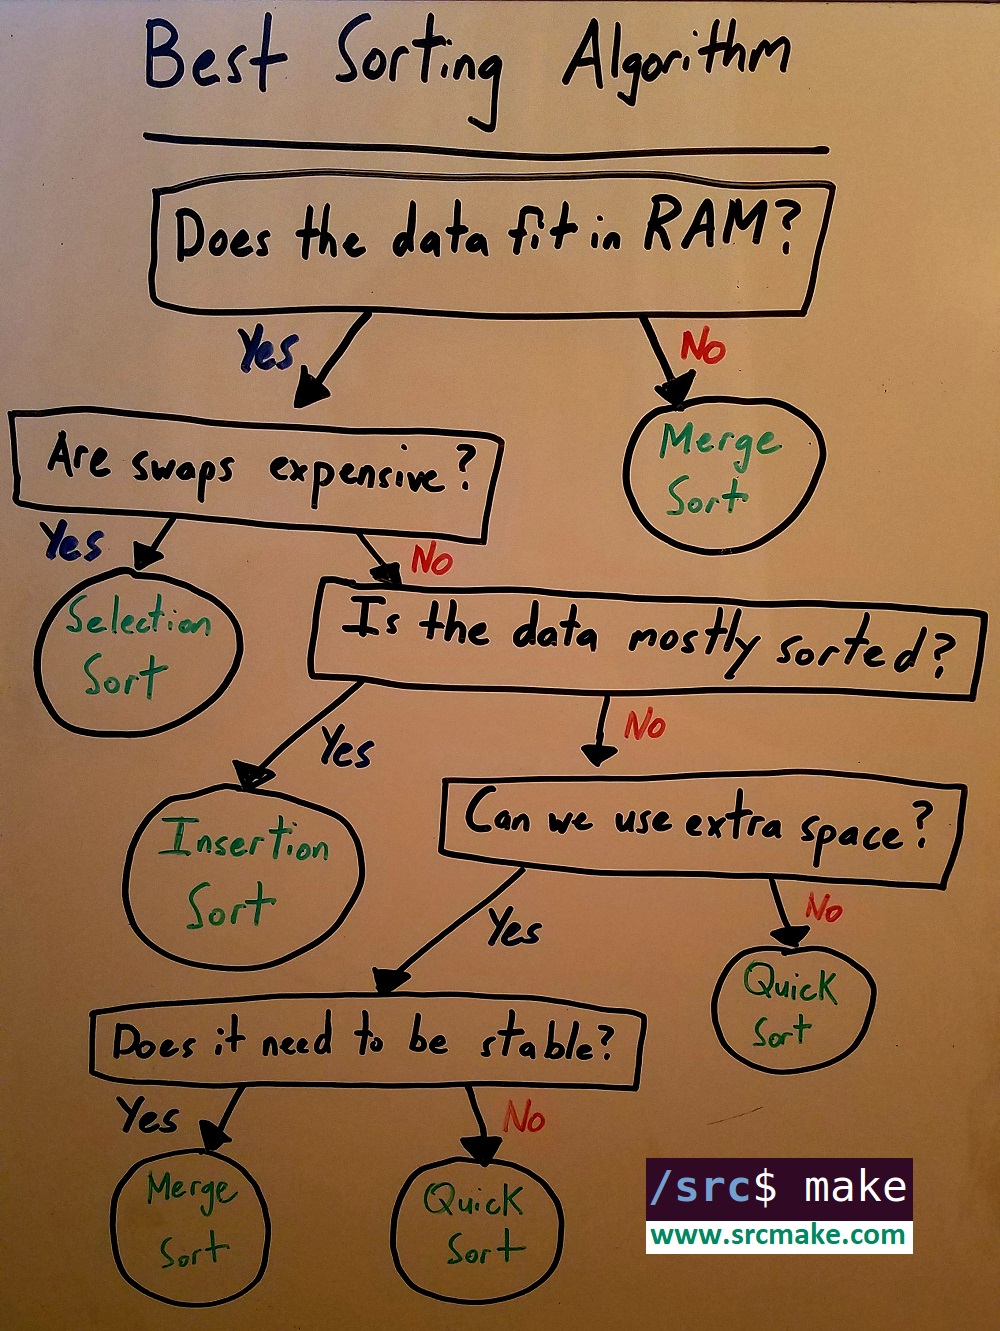 Best Sorting Algorithm
Does the data fit in RAM?
Yes
No
Merge
Sort
Are swaps expensive?
Yes
No
Selection
Sort
Is the data mostly sorted?
Yes
No
Insertion
Sort
Can we use extra space?
Yes
No
Quick
Sort
Does it need to be stable?
Yes
No
Merge
Sort
Quick
Sort
/src$ make
www.srcmake.com